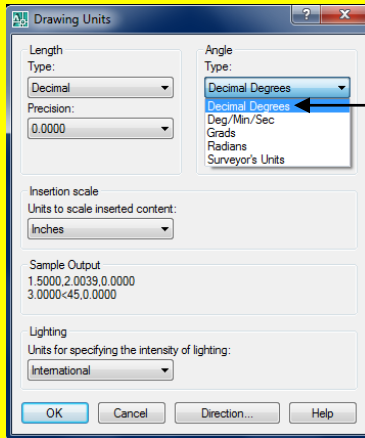 Drawing Units
?
X
Length
Type:
Decimal
Precision:
0.0000
Angle
Type:
Decimal Degrees
Decimal Degrees
Deg/Min/Sec
Grads
Radians
Surveyor's Units
Insertion scale
Units to scale inserted content:
Inches
Sample Output
1.5000,2.0039,0.0000
3.0000<45,0.0000
Lighting
Units for specifying the intensity of lighting:
International
OK Cancel Direction... Help